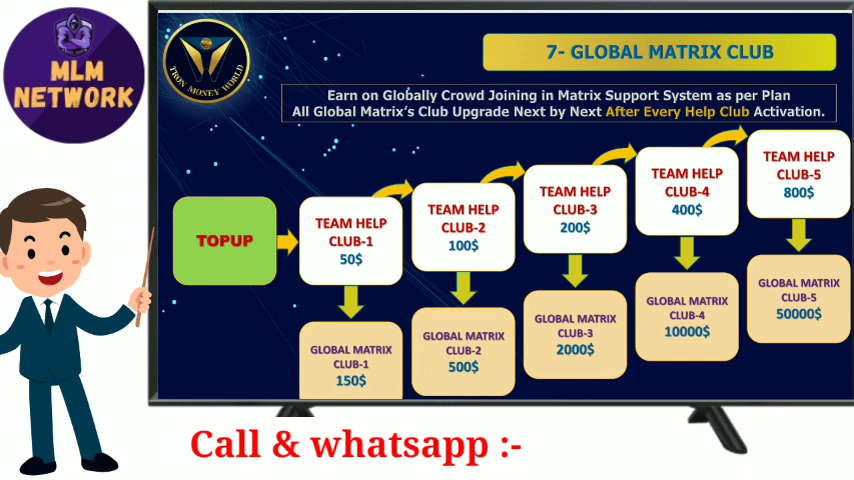 MLM
NETWORK
TRON MONEY WORLD
7- GLOBAL MATRIX CLUB
Earn on Globally Crowd Joining in Matrix Support System as per Plan
All Global Matrix's Club Upgrade Next by Next After Every Help Club Activation.
TOPUP
TEAM HELP
CLUB-1
50$
TEAM HELP
CLUB-2
100$
TEAM HELP
CLUB-3
200$
TEAM HELP
CLUB-4
400$
TEAM HELP
CLUB-5
800$
GLOBAL MATRIX
CLUB-1
150$
GLOBAL MATRIX
CLUB-2
500$
GLOBAL MATRIX
CLUB-3
2000$
GLOBAL MATRIX
CLUB-4
10000$
GLOBAL MATRIX
CLUB-5
50000$
Call & whatsapp :-